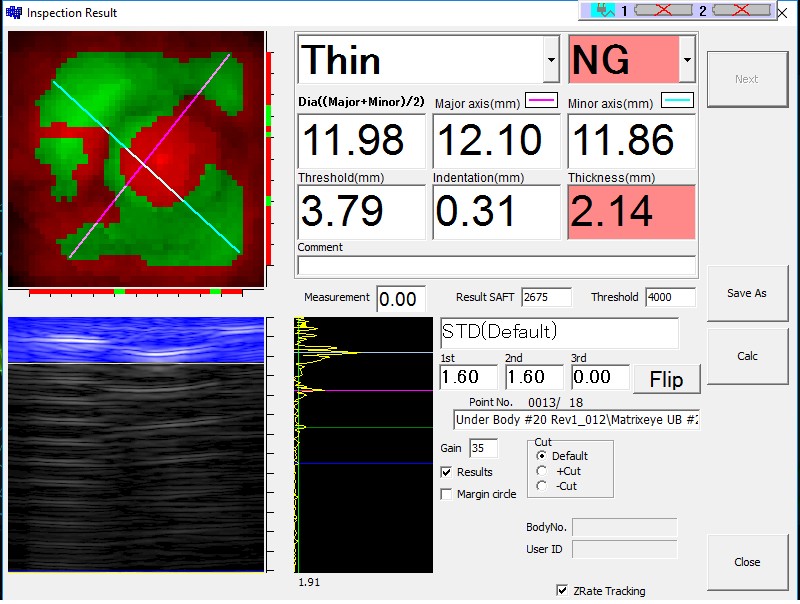 Inspection Result
1 2
Thin NG
Next
Dia((Major+Minor)/2) Major axis(mm) Minor axis(mm)
11.98 12.10 11.86
Threshold(mm) Indentation(mm) Thickness(mm)
3.79 0.31 2.14
Comment
Measurement 0.00 Result SAFT 2675 Threshold 4000
Save As
STD(Default)
1st 2nd 3rd
1.60 1.60 0.00 Flip
Calc
Point No. 0013/ 18
Under Body #20 Rev1_012\Matrixeye UB #2
Gain 35
Cut
Default
Results
+Cut
-Cut
Margin circle
BodyNo.
User ID
Close
1.91
ZRate Tracking